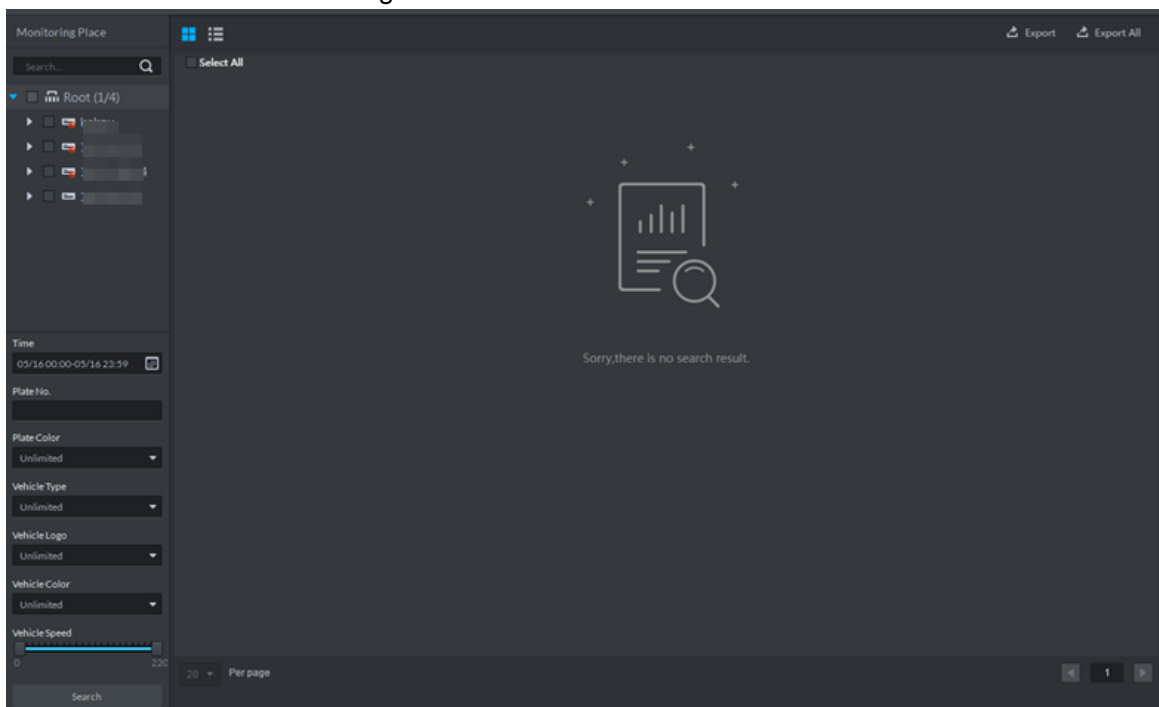 Monitoring Place
Export
Export All
Search...
Select All
Root (1/4)
Sorry,there is no search result.
Time
05/16 00:00-05/16 23:59
Plate No.
Plate Color
Unlimited
Vehicle Type
Unlimited
Vehicle Logo
Unlimited
Vehicle Color
Unlimited
Vehicle Speed
0
220
20
Per page
1
Search